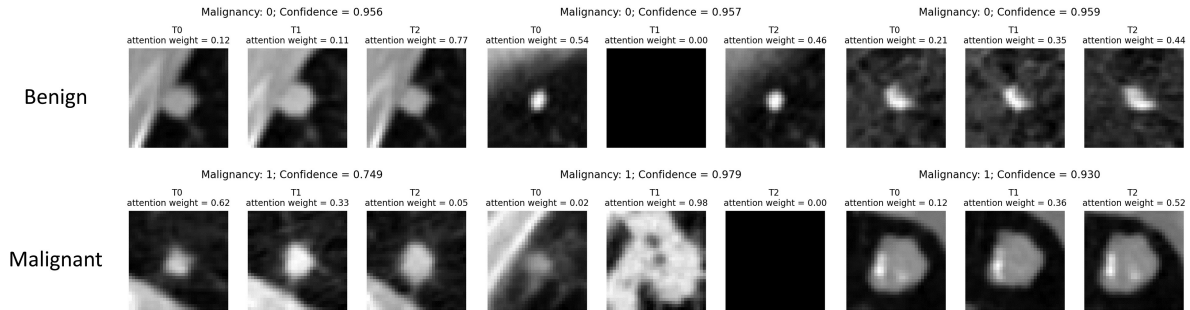 Malignancy: 0; Confidence = 0.956
Malignancy: 0; Confidence = 0.957
Malignancy: 0; Confidence = 0.959
T0
attention weight = 0.12
T1
attention weight = 0.11
T2
attention weight = 0.77
T0
attention weight = 0.54
T1
attention weight = 0.00
T2
attention weight = 0.46
T0
attention weight = 0.21
T1
attention weight = 0.35
T2
attention weight = 0.44
Benign
Malignancy: 1; Confidence = 0.749
Malignancy: 1; Confidence = 0.979
Malignancy: 1; Confidence = 0.930
T0
attention weight = 0.62
T1
attention weight = 0.33
T2
attention weight = 0.05
T0
attention weight = 0.02
T1
attention weight = 0.98
T2
attention weight = 0.00
T0
attention weight = 0.12
T1
attention weight = 0.36
T2
attention weight = 0.52
Malignant